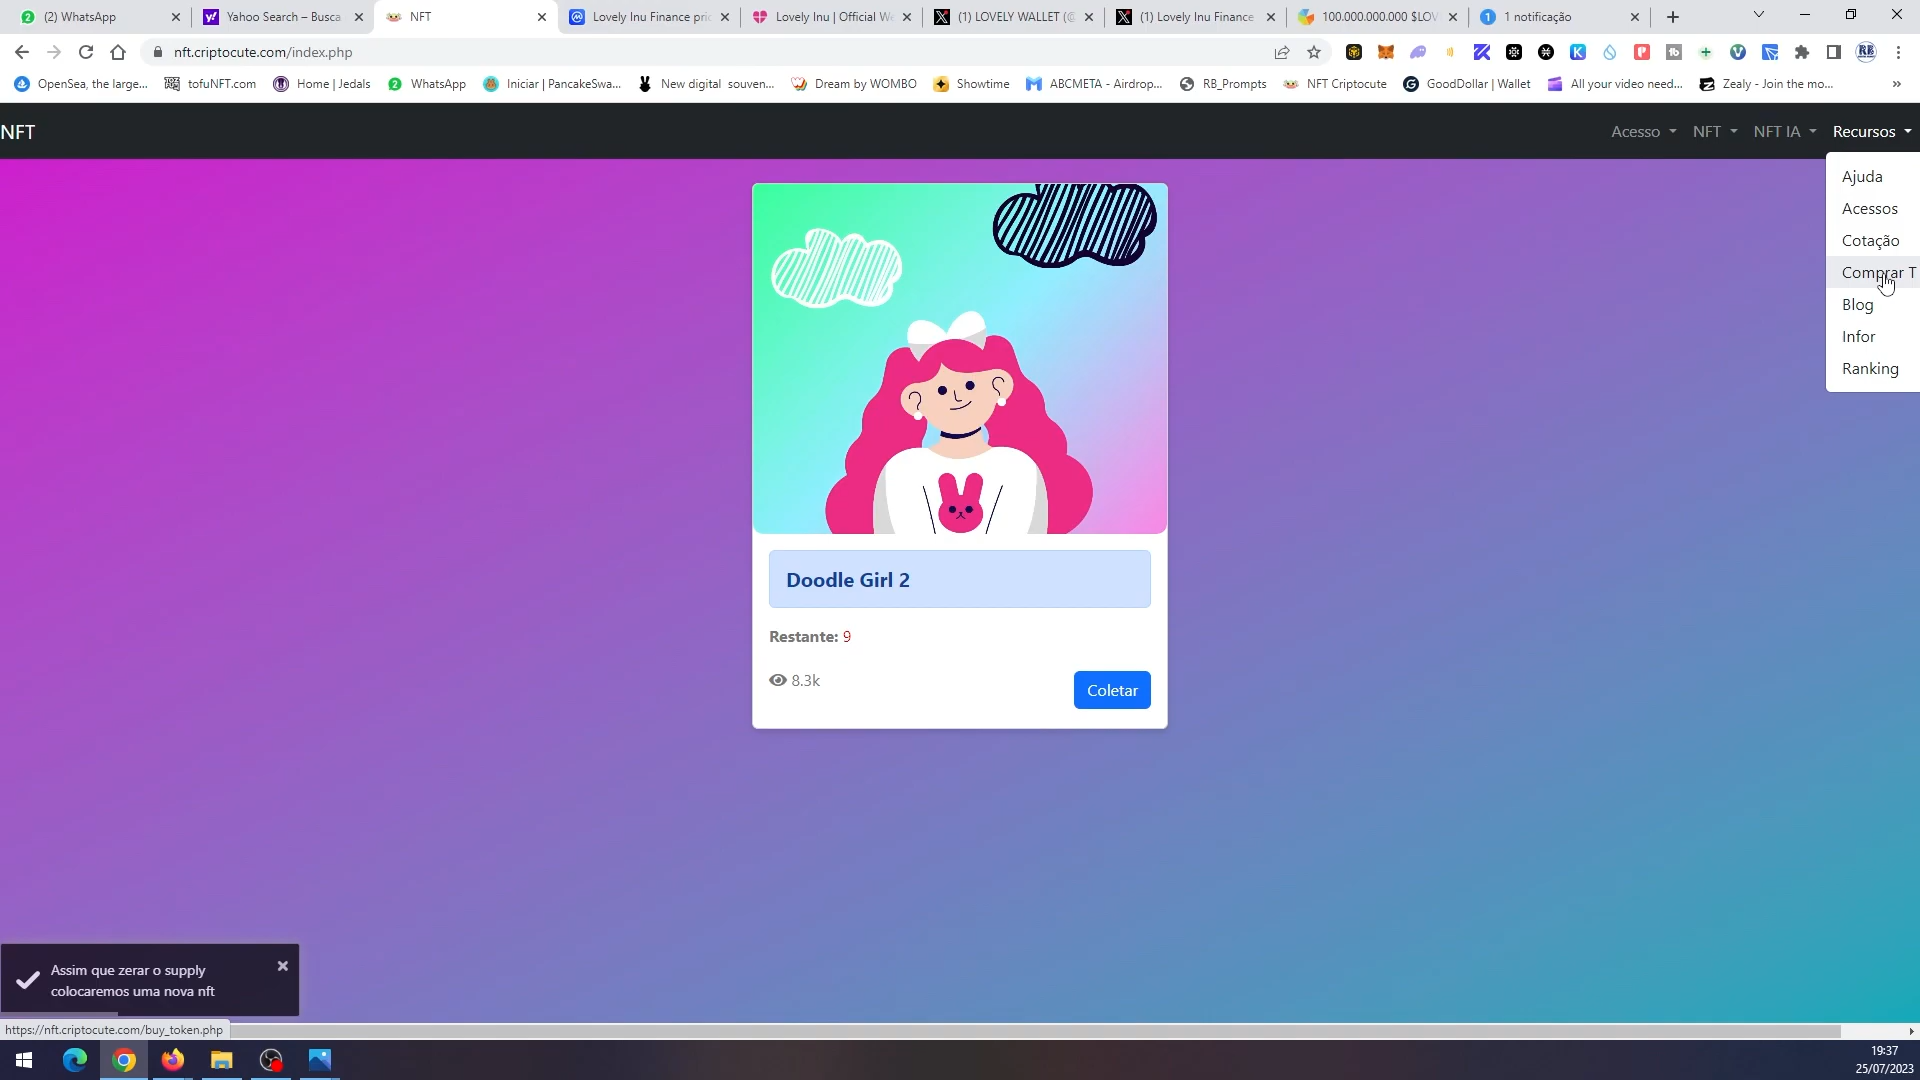 (2) WhatsApp
Yahoo Search – Busca
NFT
Lovely Inu Finance pric
Lovely Inu | Official We
(1) LOVELY WALLET (@
(1) Lovely Inu Finance
100.000.000.000 $LOV
1 notificação
nft.criptocute.com/index.php
OpenSea, the large...
tofuNFT.com
Home | Jedals
WhatsApp
Iniciar | PancakeSwa...
New digital souven...
Dream by WOMBO
Showtime
ABCMETA - Airdrop...
RB_Prompts
NFT Criptocute
GoodDollar | Wallet
All your video need...
Zealy - Join the mo...
NFT
Acesso
NFT
NFT IA
Recursos
Ajuda
Acessos
Cotação
Comprar T
Blog
Infor
Ranking
Doodle Girl 2
Restante: 9
8.3k
Coletar
Assim que zerar o supply
colocaremos uma nova nft
https://nft.criptocute.com/buy_token.php
19:37
25/07/2023